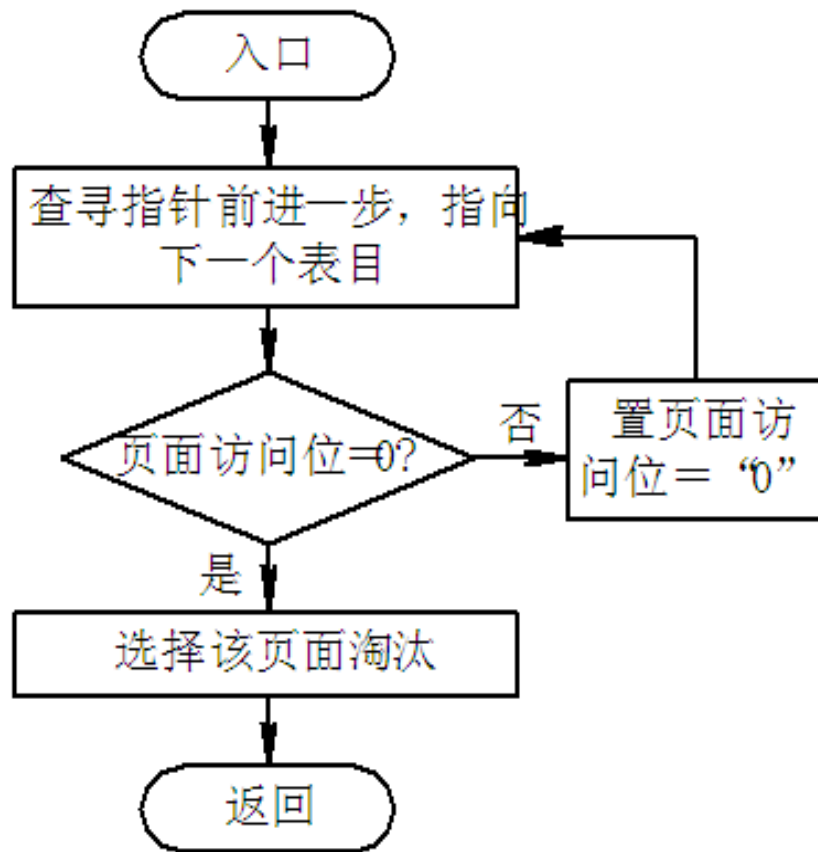 入口
查寻指针前进一步，指向
下一个表目
页面访问位=0?
否
置页面访
问位＝“0”
是
选择该页面淘汰
返回